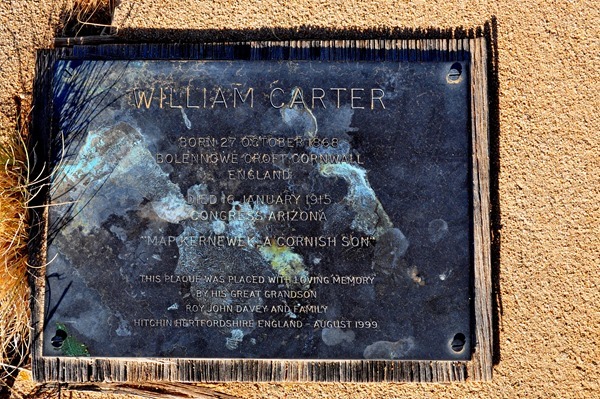 WILLIAM CARTER
BORN 27 OCTOBER 1868
BOLENNOWE CROFT CORNWALL
ENGLAND
DIED 16 JANUARY 1915
CONGRESS ARIZONA
"MAP KERNEWEK - A CORNISH SON"
THIS PLAQUE WAS PLACED WITH LOVING MEMORY
BY HIS GREAT GRANDSON
ROY JOHN DAVEY AND FAMILY
HITCHIN HERTFORDSHIRE ENGLAND - AUGUST 1999